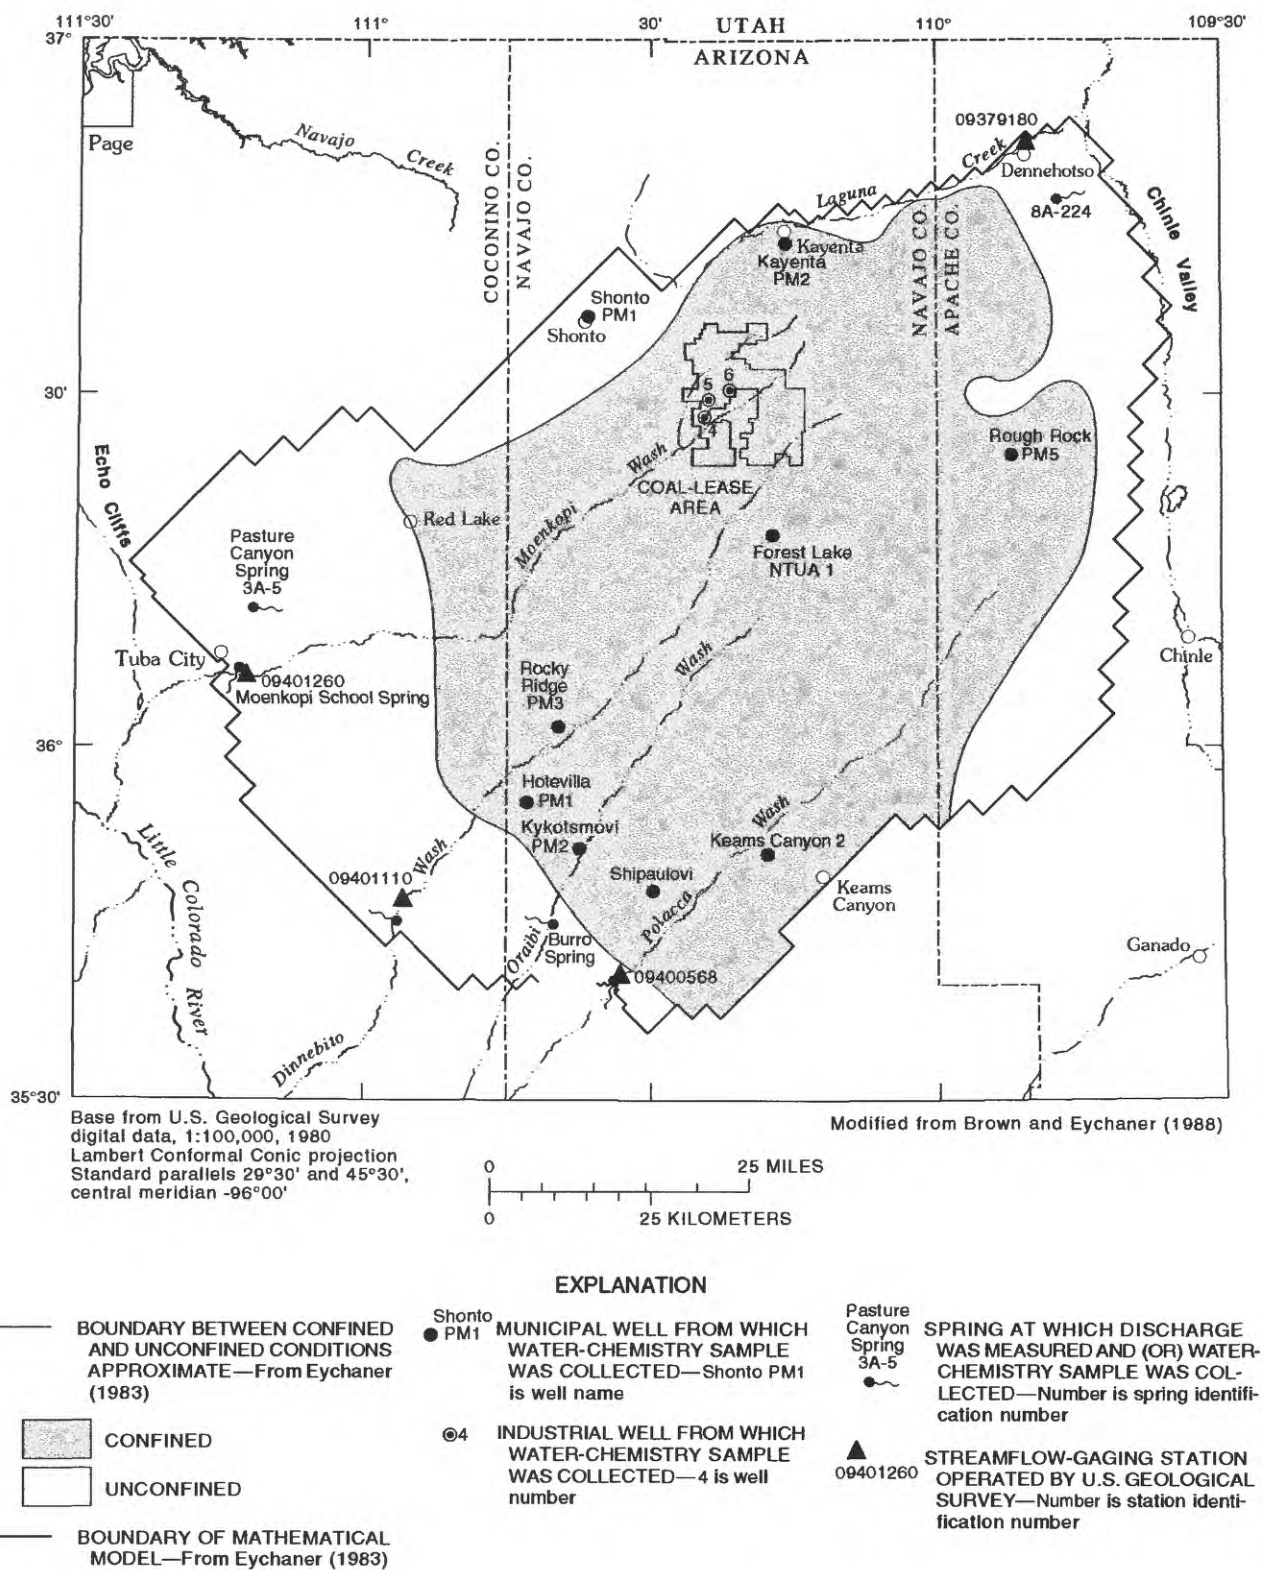 111°30'
111°
30'
UTAH
110°
109°30'
37°
ARIZONA
Page
Navajo
Creek
COCONINO CO.
NAVAJO CO.
09379180
Creek
Dennehotso
Laguna
8A-224
Chinle Valley
Kayenta
Kayenta
PM2
NAVAJO CO.
APACHE CO.
Shonto
PM1
Shonto
30'
6
5
4
Rough Rock
PM5
Echo Cliffs
Wash
COAL-LEASE
AREA
Red Lake
Moenkopi
Pasture
Canyon
Spring
3A-5
Forest Lake
NTUA 1
Tuba City
09401260
Moenkopi School Spring
Chinle
Rocky
Ridge
PM3
Wash
36°
Hotevilla
PM1
Kykotsmovi
PM2
Wash
Keams Canyon 2
Little Colorado River
Wash
09401110
Shipaulovi
Polacca
Keams
Canyon
Burro
Spring
Oraibi
Ganado
09400568
Dinnebito
35°30'
Base from U.S. Geological Survey
digital data, 1:100,000, 1980
Lambert Conformal Conic projection
Standard parallels 29°30' and 45°30',
central meridian -96°00'
Modified from Brown and Eychaner (1988)
0 25 MILES
0 25 KILOMETERS
EXPLANATION
BOUNDARY BETWEEN CONFINED
AND UNCONFINED CONDITIONS
APPROXIMATE—From Eychaner
(1983)
CONFINED
UNCONFINED
BOUNDARY OF MATHEMATICAL
MODEL—From Eychaner (1983)
Shonto
PM1
MUNICIPAL WELL FROM WHICH
WATER-CHEMISTRY SAMPLE
WAS COLLECTED—Shonto PM1
is well name
4
INDUSTRIAL WELL FROM WHICH
WATER-CHEMISTRY SAMPLE
WAS COLLECTED—4 is well
number
Pasture
Canyon
Spring
3A-5
SPRING AT WHICH DISCHARGE
WAS MEASURED AND (OR) WATER-
CHEMISTRY SAMPLE WAS COL-
LECTED—Number is spring identifi-
cation number
09401260
STREAMFLOW-GAGING STATION
OPERATED BY U.S. GEOLOGICAL
SURVEY—Number is station identi-
fication number